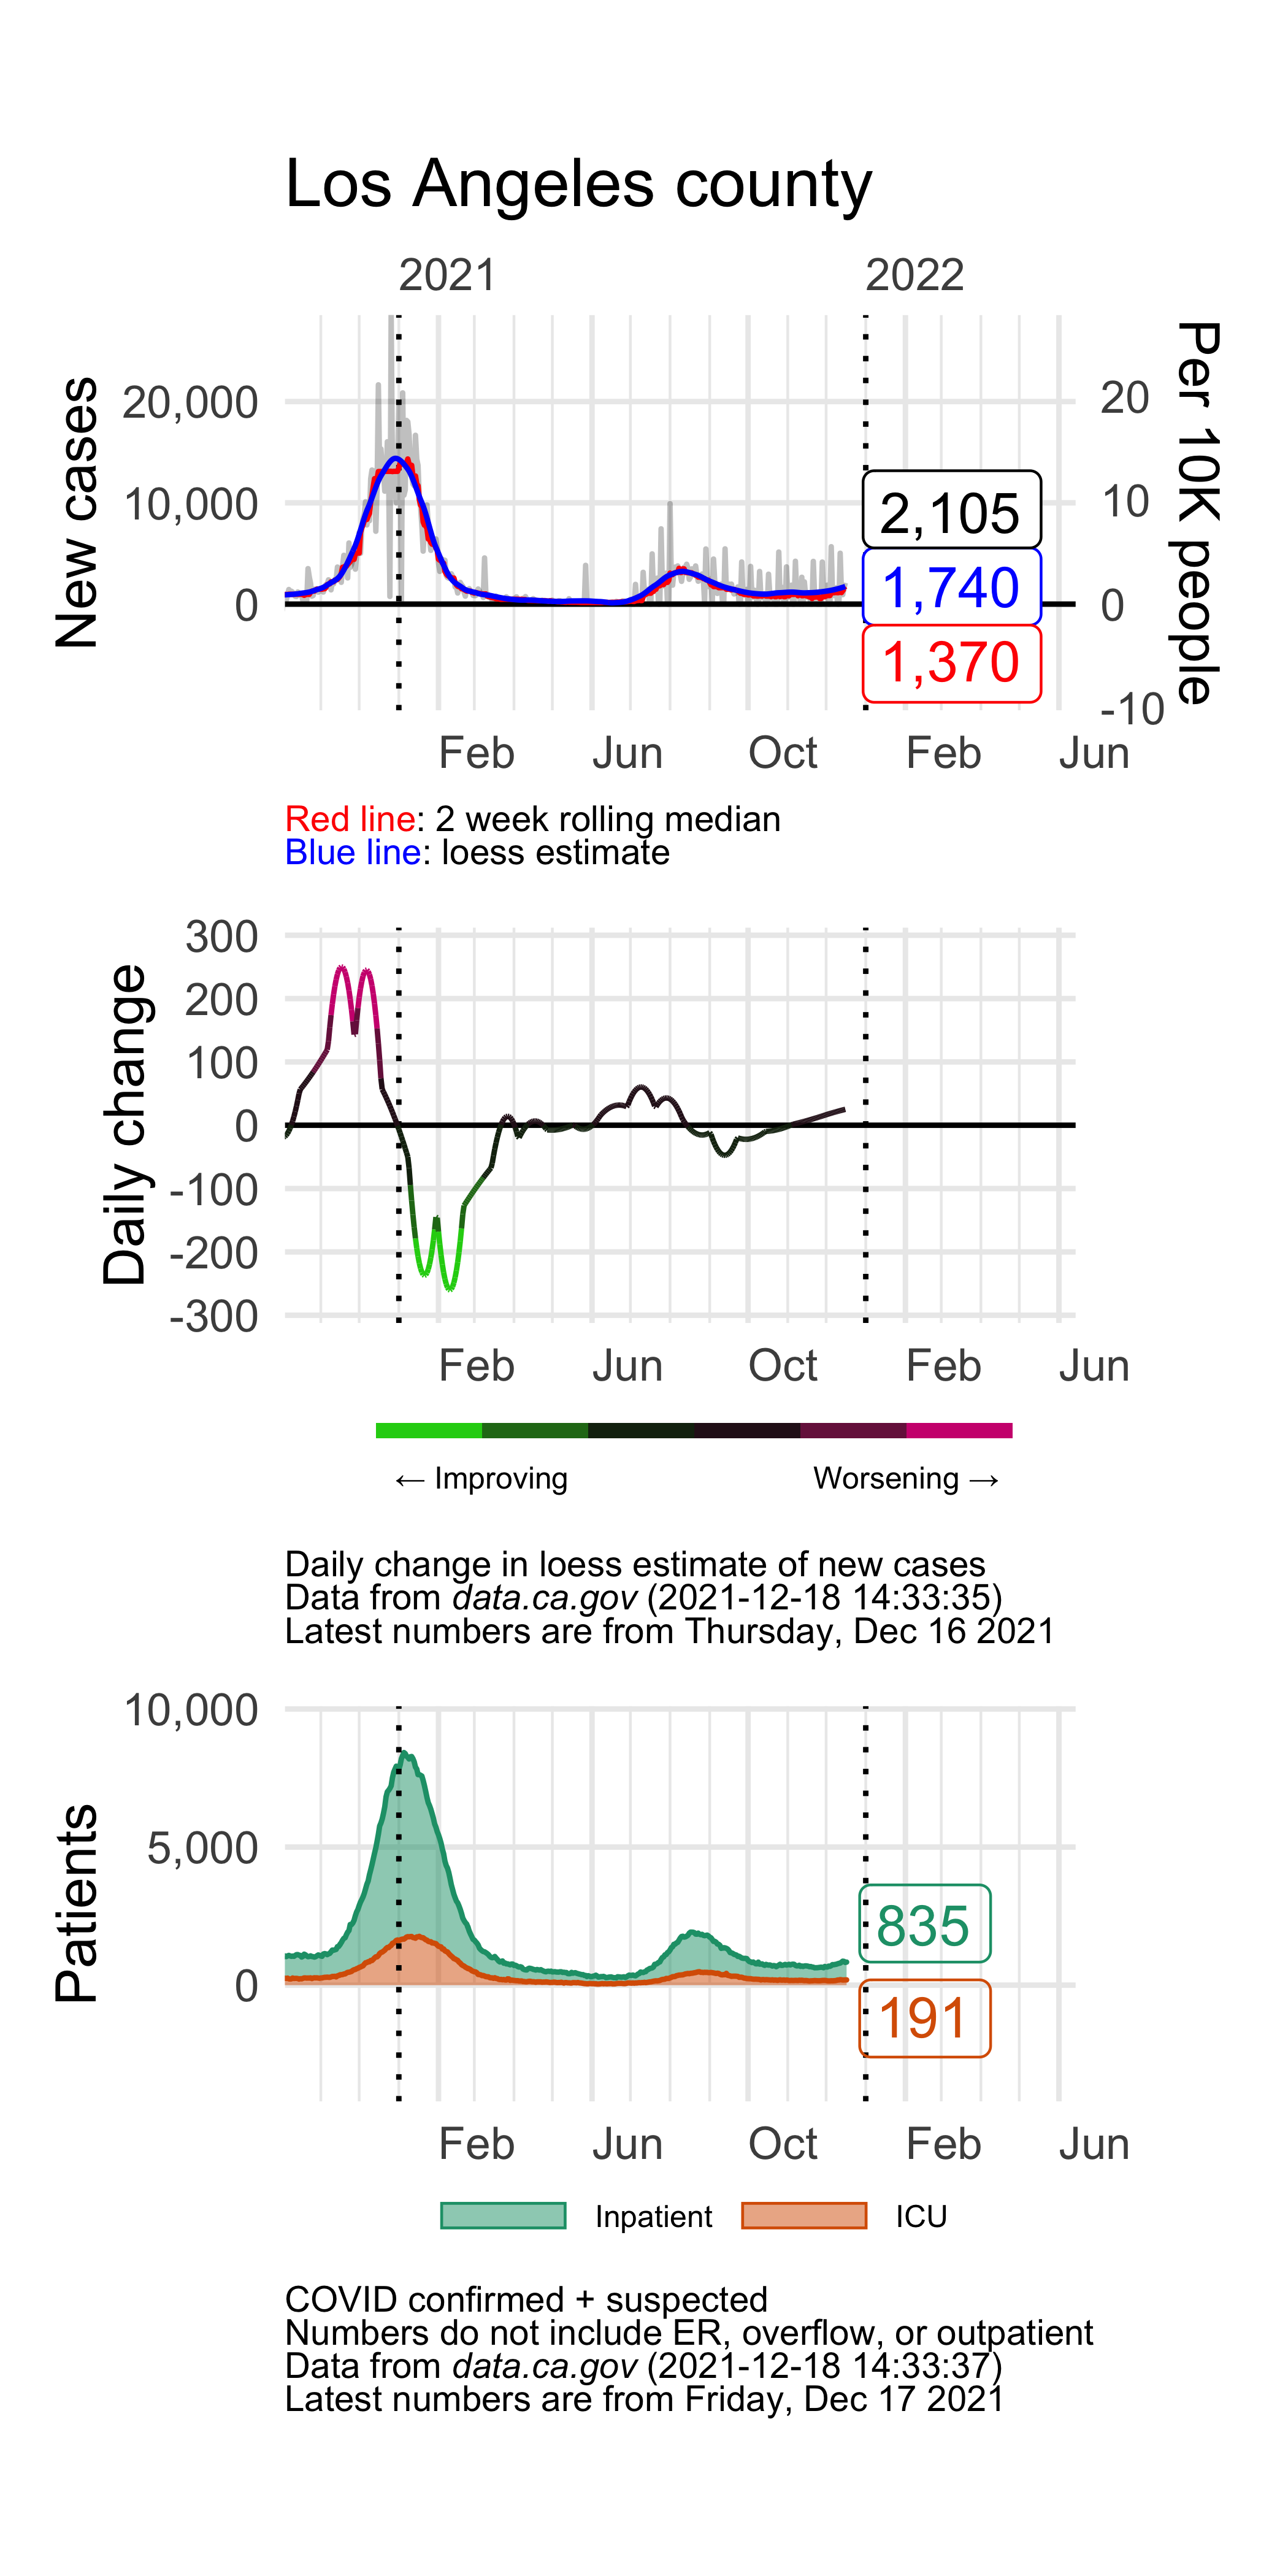 Los Angeles county
2021 2022
New cases
20,000
10,000
0
20
10
0
-10
Per 10K people
2,105
1,740
1,370
Feb Jun Oct Feb Jun
Red line: 2 week rolling median
Blue line: loess estimate
Daily change
300
200
100
0
-100
-200
-300
Feb Jun Oct Feb Jun
← Improving Worsening →
Daily change in loess estimate of new cases
Data from data.ca.gov (2021-12-18 14:33:35)
Latest numbers are from Thursday, Dec 16 2021
Patients
10,000
5,000
0
835
191
Feb Jun Oct Feb Jun
Inpatient ICU
COVID confirmed + suspected
Numbers do not include ER, overflow, or outpatient
Data from data.ca.gov (2021-12-18 14:33:37)
Latest numbers are from Friday, Dec 17 2021